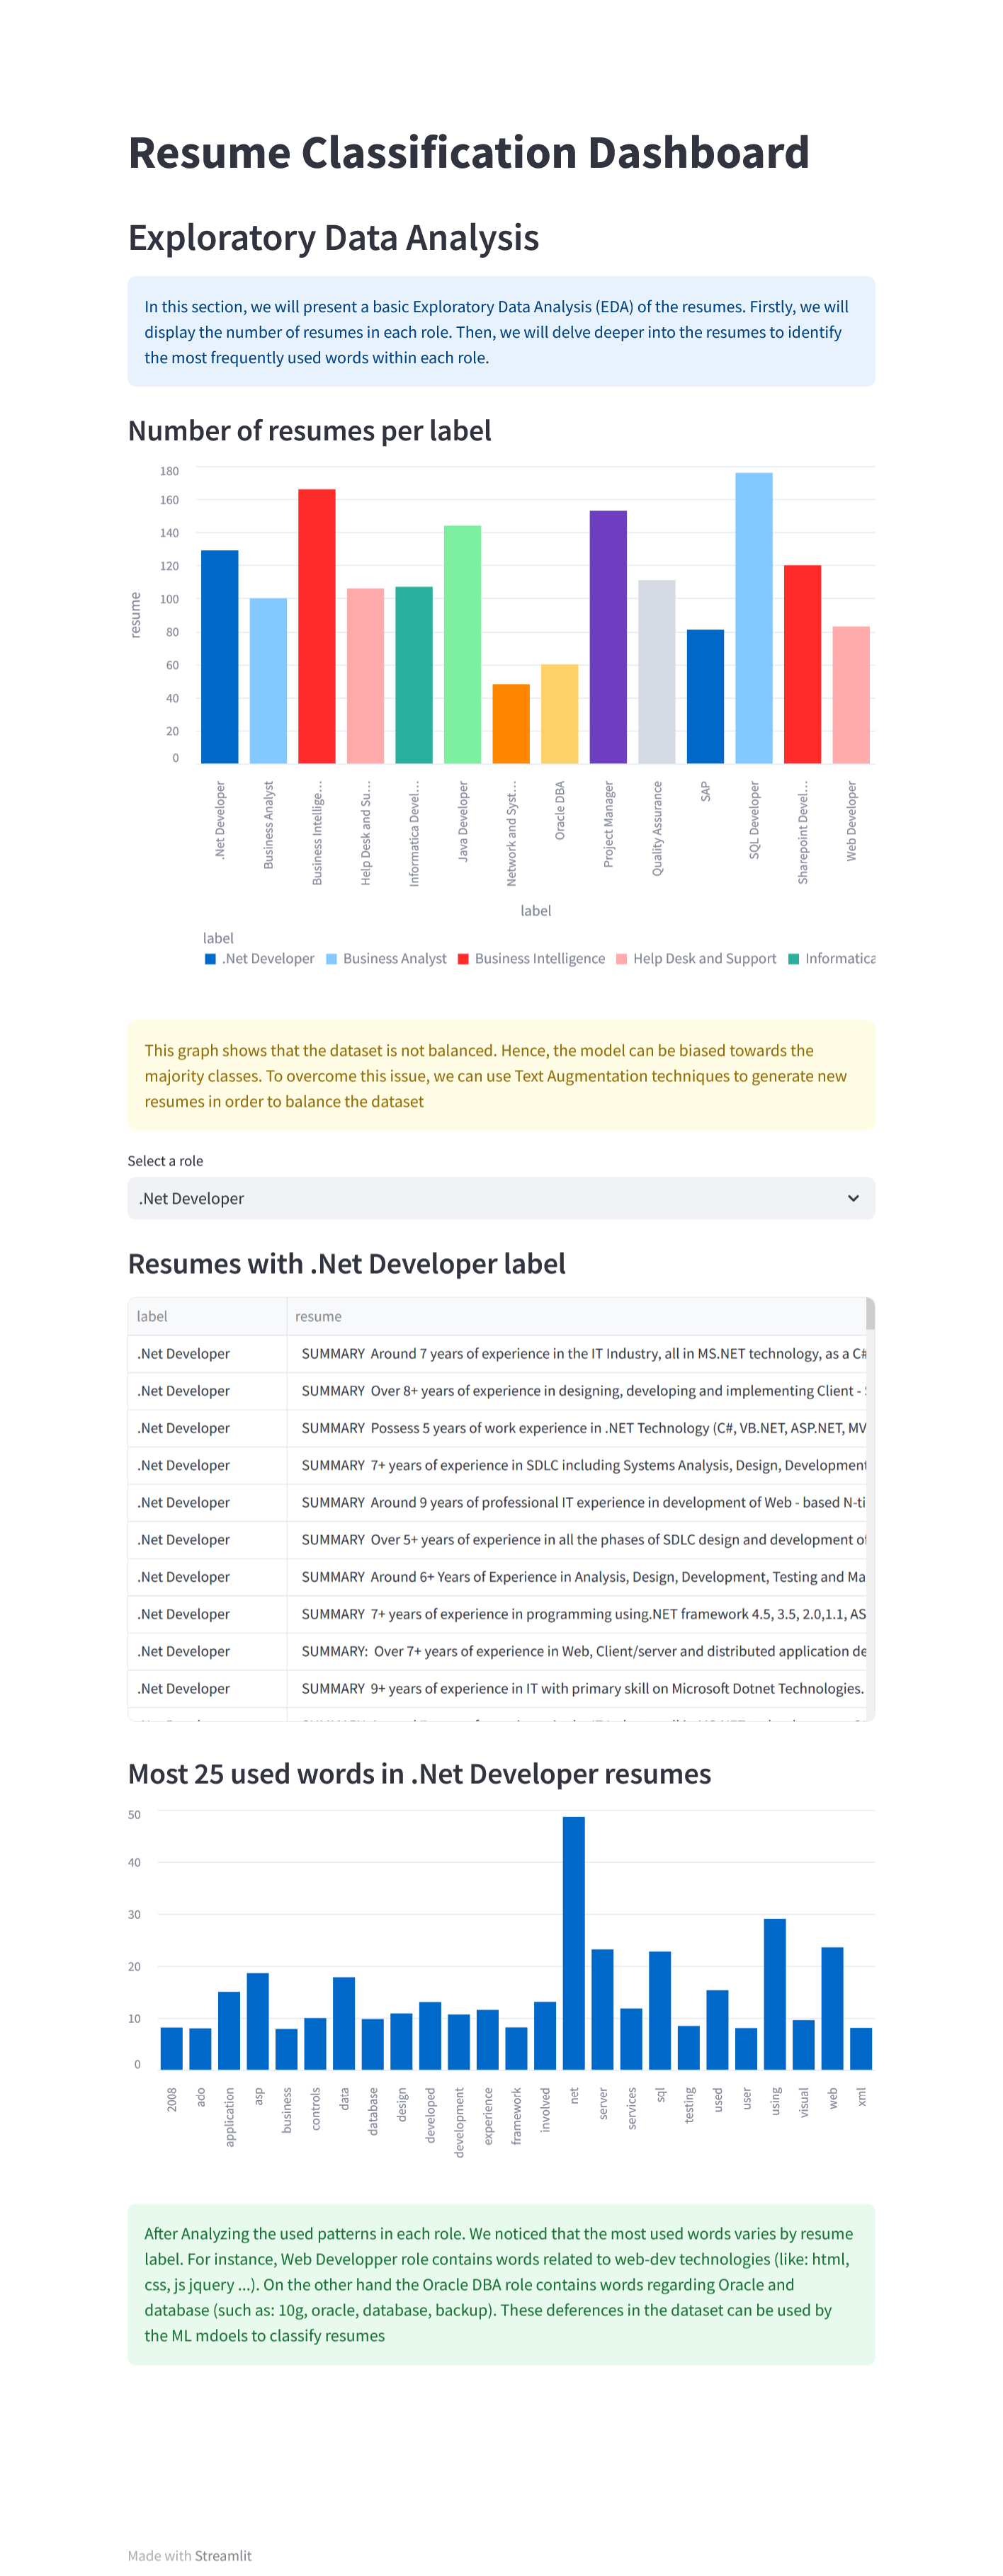 Resume Classification Dashboard
Exploratory Data Analysis
In this section, we will present a basic Exploratory Data Analysis (EDA) of the resumes. Firstly, we will
display the number of resumes in each role. Then, we will delve deeper into the resumes to identify
the most frequently used words within each role.
Number of resumes per label
180
160
140
120
100
80
60
40
20
0
resume
.Net Developer
Business Analyst
Business Intellige…
Help Desk and Su…
Informatica Devel…
Java Developer
Network and Syst…
Oracle DBA
Project Manager
Quality Assurance
SAP
SQL Developer
Sharepoint Devel…
Web Developer
label
label
.Net Developer Business Analyst Business Intelligence Help Desk and Support Informatica
This graph shows that the dataset is not balanced. Hence, the model can be biased towards the
majority classes. To overcome this issue, we can use Text Augmentation techniques to generate new
resumes in order to balance the dataset
Select a role
.Net Developer
Resumes with .Net Developer label
label resume
.Net Developer SUMMARY Around 7 years of experience in the IT Industry, all in MS.NET technology, as a C#
.Net Developer SUMMARY Over 8+ years of experience in designing, developing and implementing Client -
.Net Developer SUMMARY Possess 5 years of work experience in .NET Technology (C#, VB.NET, ASP.NET, MV
.Net Developer SUMMARY 7+ years of experience in SDLC including Systems Analysis, Design, Development
.Net Developer SUMMARY Around 9 years of professional IT experience in development of Web - based N-ti
.Net Developer SUMMARY Over 5+ years of experience in all the phases of SDLC design and development of
.Net Developer SUMMARY Around 6+ Years of Experience in Analysis, Design, Development, Testing and Ma
.Net Developer SUMMARY 7+ years of experience in programming using.NET framework 4.5, 3.5, 2.0,1.1, AS
.Net Developer SUMMARY: Over 7+ years of experience in Web, Client/server and distributed application de
.Net Developer SUMMARY 9+ years of experience in IT with primary skill on Microsoft Dotnet Technologies.
Most 25 used words in .Net Developer resumes
50
40
30
20
10
0
2008
ado
application
asp
business
controls
data
database
design
developed
development
experience
framework
involved
net
server
services
sql
testing
used
user
using
visual
web
xml
After Analyzing the used patterns in each role. We noticed that the most used words varies by resume
label. For instance, Web Developper role contains words related to web-dev technologies (like: html,
css, js jquery ...). On the other hand the Oracle DBA role contains words regarding Oracle and
database (such as: 10g, oracle, database, backup). These deferences in the dataset can be used by
the ML mdoels to classify resumes
Made with Streamlit